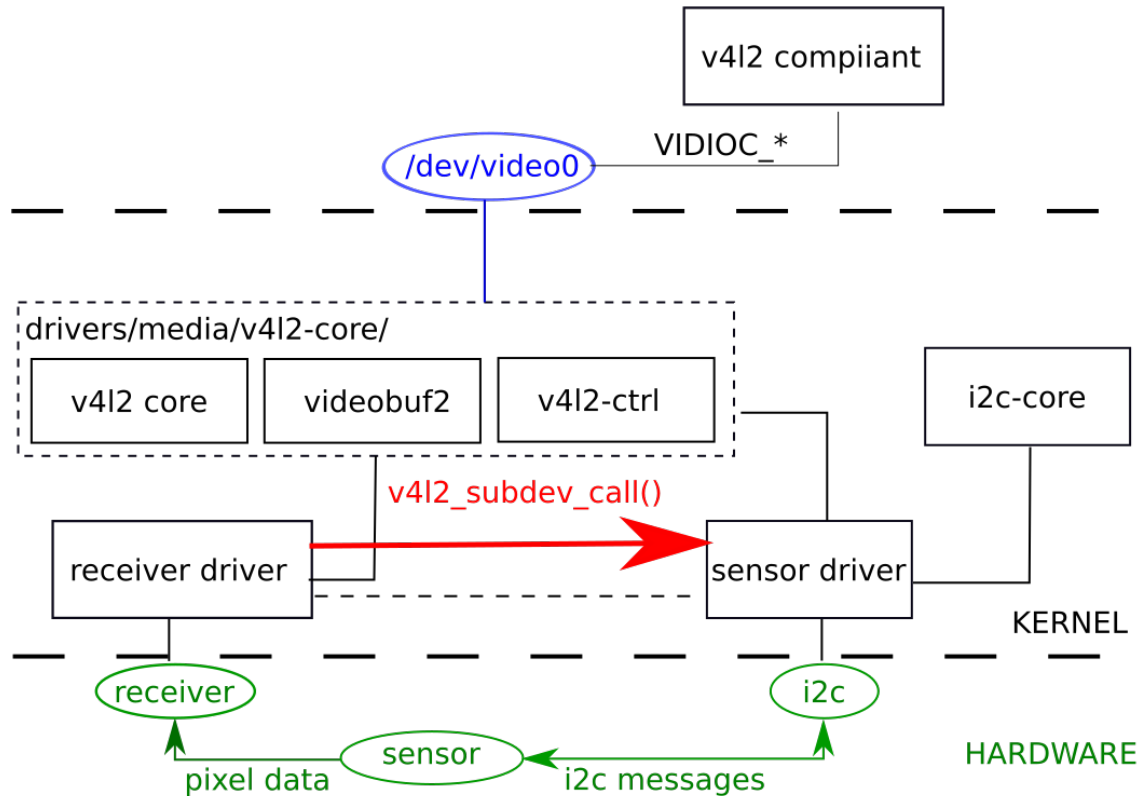 v4l2 compiiant
VIDIOC_*
/dev/video0
drivers/media/v4l2-core/
v4l2 core
videobuf2
v4l2-ctrl
i2c-core
v4l2_subdev_call()
receiver driver
sensor driver
KERNEL
receiver
i2c
sensor
HARDWARE
pixel data
i2c messages